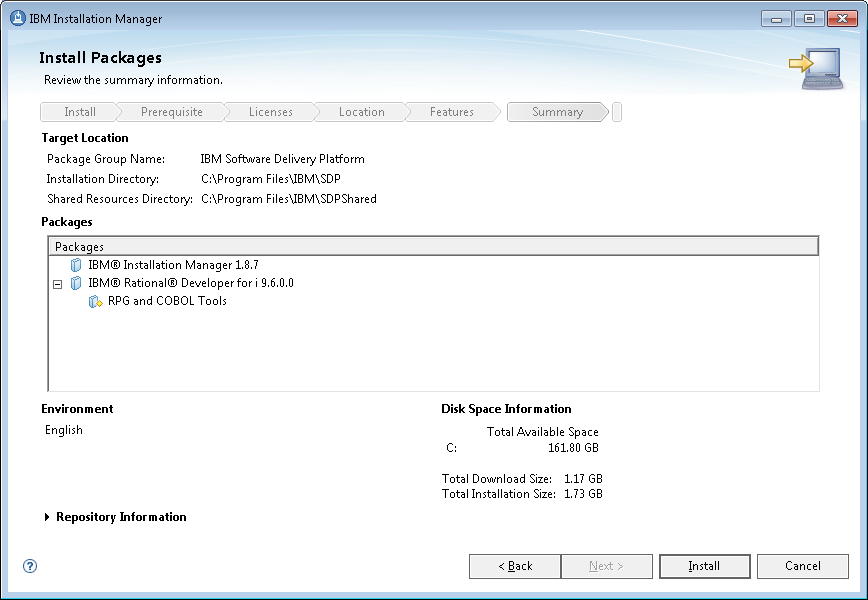 IBM Installation Manager
Install Packages
Review the summary information.
Install Prerequisite Licenses Location Features Summary
Target Location
Package Group Name: IBM Software Delivery Platform
Installation Directory: C:\Program Files\IBM\SDP
Shared Resources Directory: C:\Program Files\IBM\SDPShared
Packages
Packages
IBM® Installation Manager 1.8.7
IBM® Rational® Developer for i 9.6.0.0
RPG and COBOL Tools
Environment
English
Disk Space Information
Total Available Space
C: 161.80 GB
Total Download Size: 1.17 GB
Total Installation Size: 1.73 GB
Repository Information
? < Back Next > Install Cancel